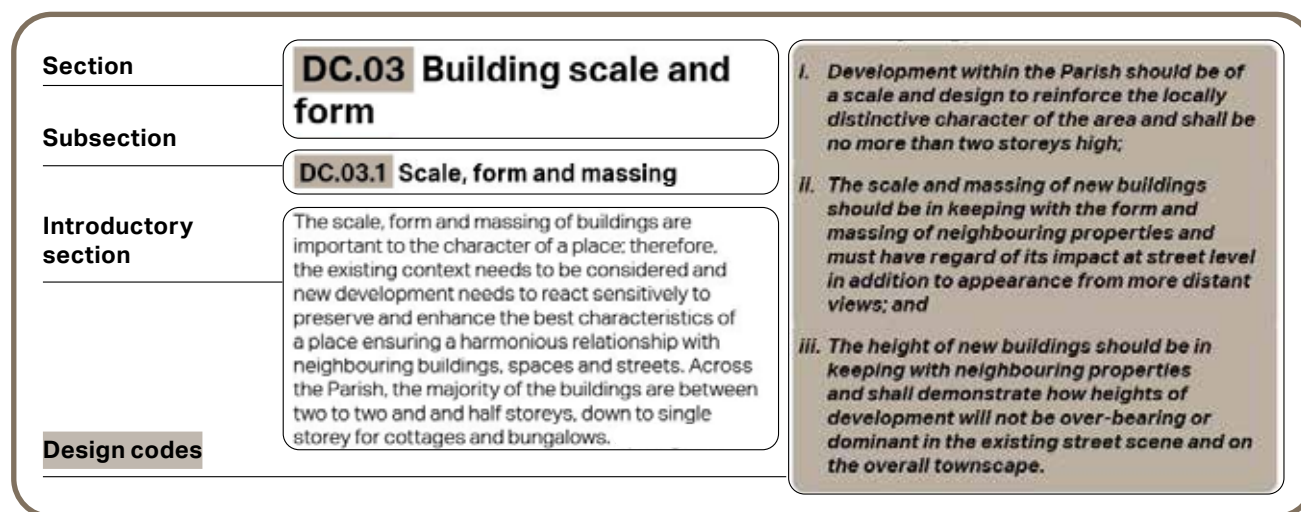 Section
Subsection
Introductory
section
Design codes
DC.03 Building scale and
form
DC.03.1 Scale, form and massing
The scale, form and massing of buildings are
important to the character of a place: therefore,
the existing context needs to be considered and
new development needs to react sensitively to
preserve and enhance the best characteristics of
a place ensuring a harmonious relationship with
neighbouring buildings, spaces and streets. Across
the Parish, the majority of the buildings are between
two to two and and half storeys, down to single
storey for cottages and bungalows.
i. Development within the Parish should be of
a scale and design to reinforce the locally
distinctive character of the area and shall be
no more than two storeys high;
ii. The scale and massing of new buildings
should be in keeping with the form and
massing of neighbouring properties and
must have regard of its impact at street level
in addition to appearance from more distant
views; and
iii. The height of new buildings should be in
keeping with neighbouring properties
and shall demonstrate how heights of
development will not be over-bearing or
dominant in the existing street scene and on
the overall townscape.